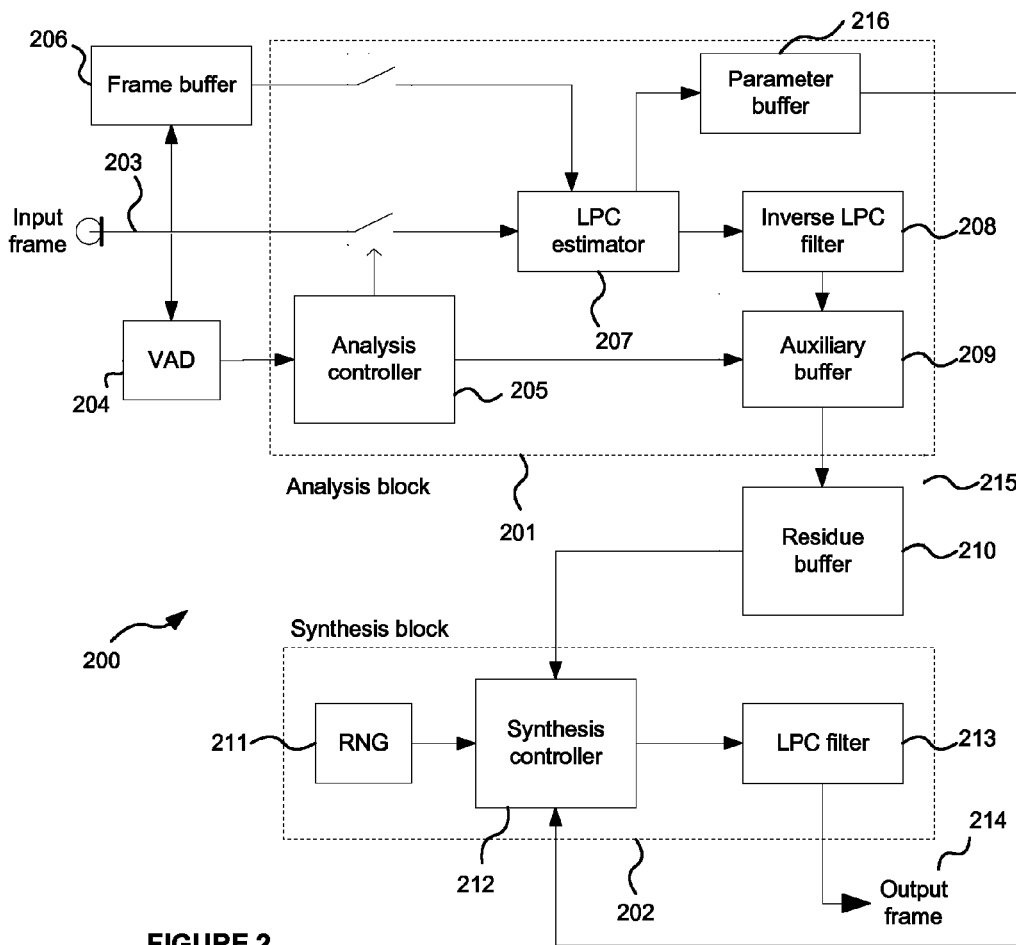 216
206
Frame buffer
Parameter
buffer
203
Input
frame
LPC
estimator
Inverse LPC
filter
208
207
VAD
Analysis
controller
Auxiliary
buffer
209
204
205
Analysis block
201
215
Residue
buffer
210
200
Synthesis block
211
RNG
Synthesis
controller
LPC filter
213
212
202
214
Output
frame
FIGURE 2